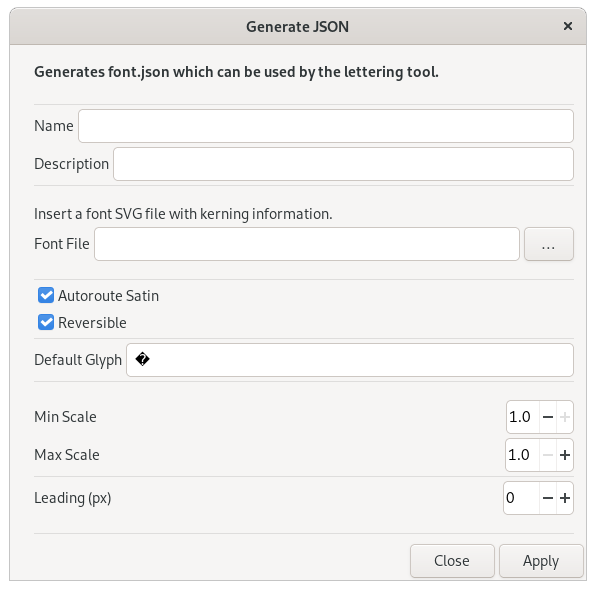 Generate JSON ×
Generates font.json which can be used by the lettering tool.
Name
Description
Insert a font SVG file with kerning information.
Font File ...
Autoroute Satin
Reversible
Default Glyph �
Min Scale 1.0 − +
Max Scale 1.0 − +
Leading (px) 0 − +
Close Apply